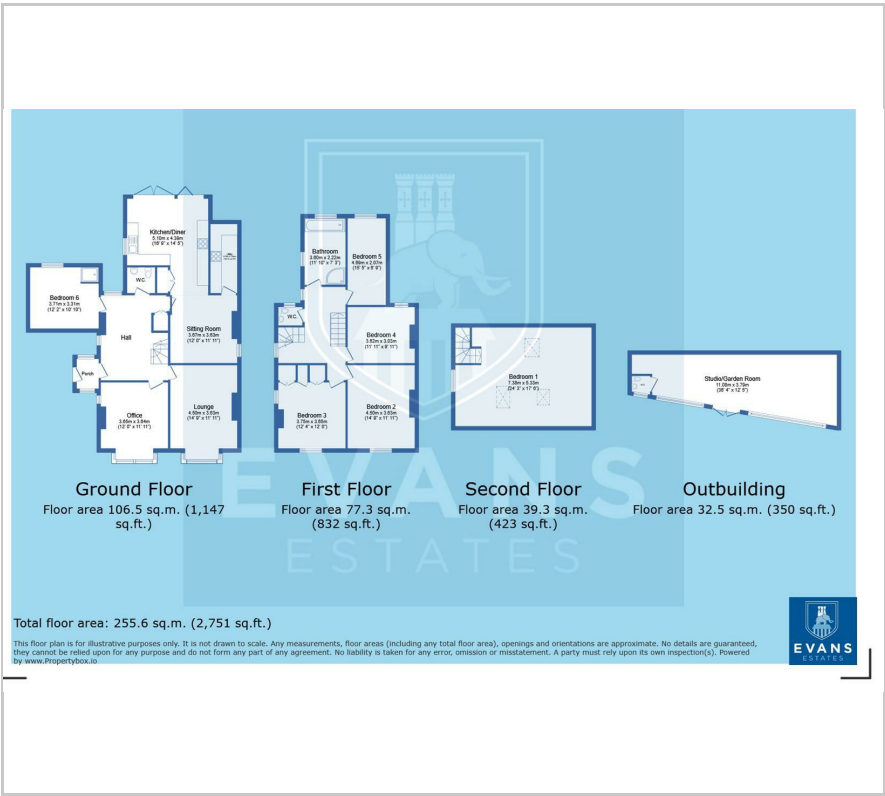 Kitchen/Diner
5.10m x 4.39m
(16' 9" x 14' 5")
W.C.
Bedroom 6
3.71m x 3.31m
(12' 2" x 10' 10")
Hall
Sitting Room
3.67m x 3.63m
(12' 0" x 11' 11")
Porch
Office
3.65m x 3.64m
(12' 0" x 11' 11")
Lounge
4.50m x 3.63m
(14' 9" x 11' 11")
Bathroom
3.60m x 2.22m
(11' 10" x 7' 3")
Bedroom 5
4.69m x 2.07m
W.C.
Bedroom 4
3.62m x 3.03m
(11' 11" x 9' 11")
Bedroom 3
3.75m x 3.65m
(12' 4" x 12' 0")
Bedroom 2
4.50m x 3.63m
(14' 9" x 11' 11")
Bedroom 1
7.39m x 5.33m
(24' 3" x 17' 6")
Studio/Garden Room
11.08m x 3.79m
(36' 4" x 12' 5")
EVANS
ESTATES
Ground Floor
Floor area 106.5 sq.m. (1,147
sq.ft.)
First Floor
Floor area 77.3 sq.m.
(832 sq.ft.)
Second Floor
Floor area 39.3 sq.m.
(423 sq.ft.)
Outbuilding
Floor area 32.5 sq.m. (350 sq.ft.)
Total floor area: 255.6 sq.m. (2,751 sq.ft.)
This floor plan is for illustrative purposes only. It is not drawn to scale. Any measurements, floor areas (including any total floor area), openings and orientations are approximate. No details are guaranteed,
they cannot be relied upon for any purpose and do not form any part of any agreement. No liability is taken for any error, omission or misstatement. A party must rely upon its own inspection(s). Powered
by www.Propertybox.io
EVANS
ESTATES